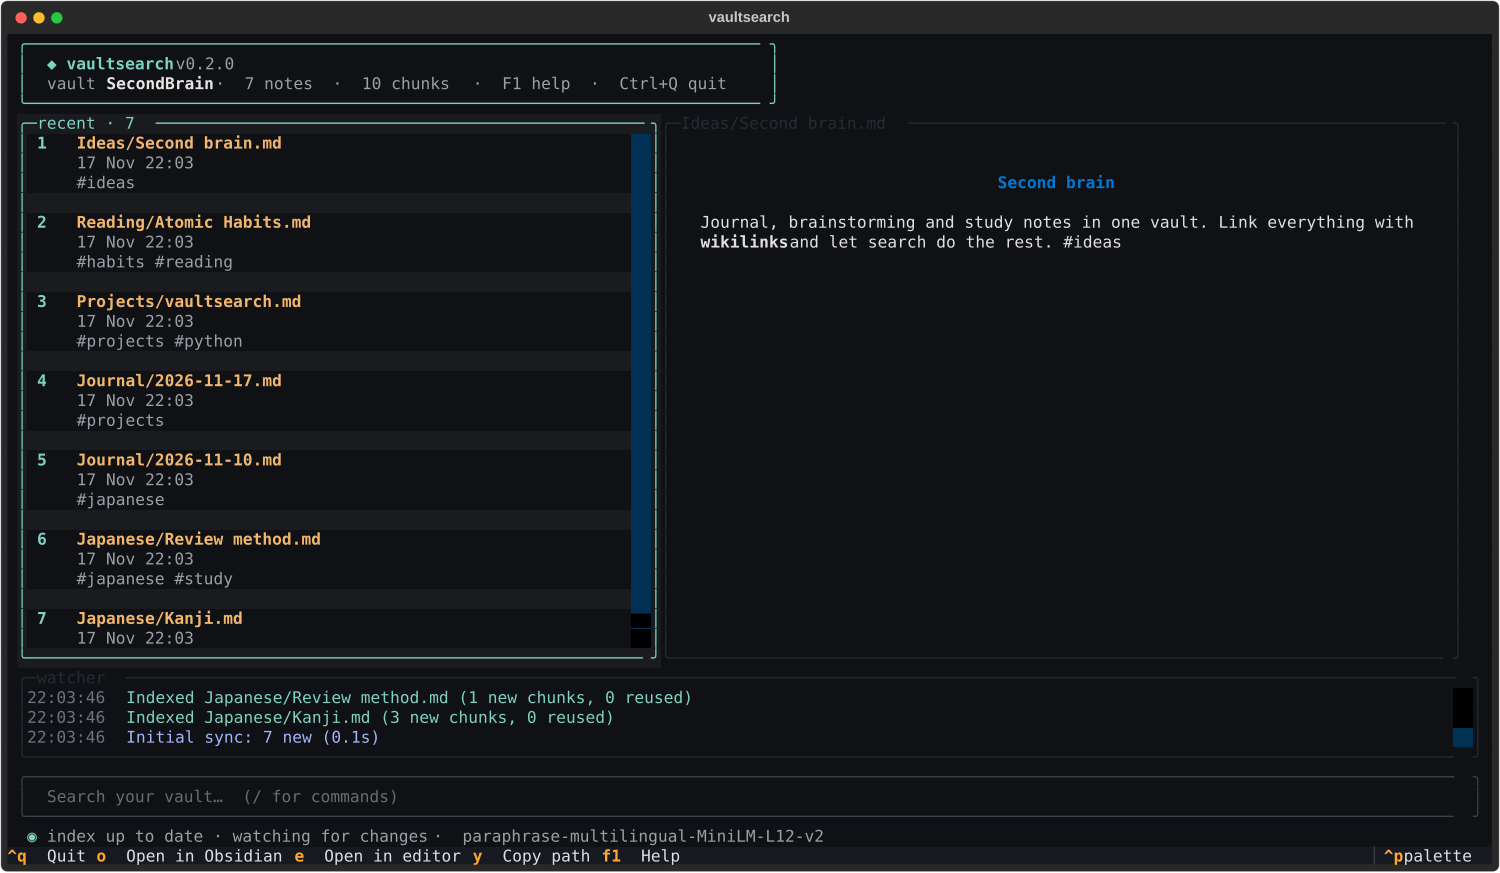 vaultsearch
◆ vaultsearch v0.2.0
vault SecondBrain · 7 notes · 10 chunks · F1 help · Ctrl+Q quit
recent · 7
1 Ideas/Second brain.md
17 Nov 22:03
#ideas
2 Reading/Atomic Habits.md
17 Nov 22:03
#habits #reading
3 Projects/vaultsearch.md
17 Nov 22:03
#projects #python
4 Journal/2026-11-17.md
17 Nov 22:03
#projects
5 Journal/2026-11-10.md
17 Nov 22:03
#japanese
6 Japanese/Review method.md
17 Nov 22:03
#japanese #study
7 Japanese/Kanji.md
17 Nov 22:03
Ideas/Second brain.md
Second brain
Journal, brainstorming and study notes in one vault. Link everything with
wikilinks and let search do the rest. #ideas
watcher
22:03:46 Indexed Japanese/Review method.md (1 new chunks, 0 reused)
22:03:46 Indexed Japanese/Kanji.md (3 new chunks, 0 reused)
22:03:46 Initial sync: 7 new (0.1s)
Search your vault… (/ for commands)
◉ index up to date · watching for changes · paraphrase-multilingual-MiniLM-L12-v2
^q Quit o Open in Obsidian e Open in editor y Copy path f1 Help ^p palette